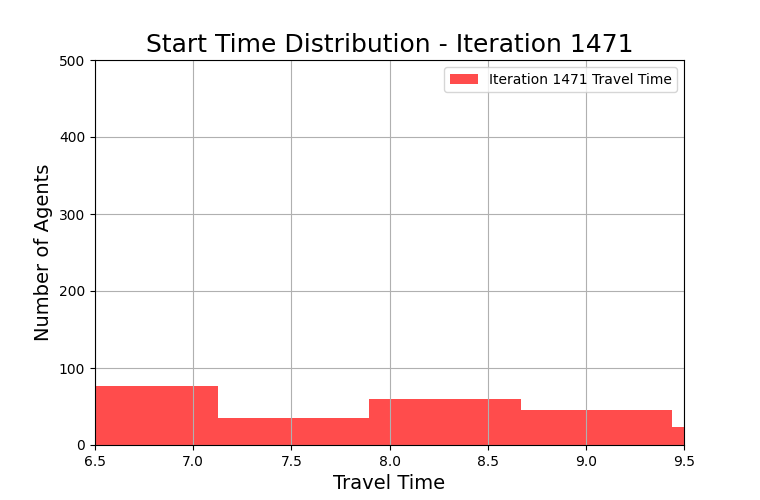 Start Time Distribution - Iteration 1471
500
Iteration 1471 Travel Time
400
300
200
100
0
Number of Agents
6.5 7.0 7.5 8.0 8.5 9.0 9.5
Travel Time